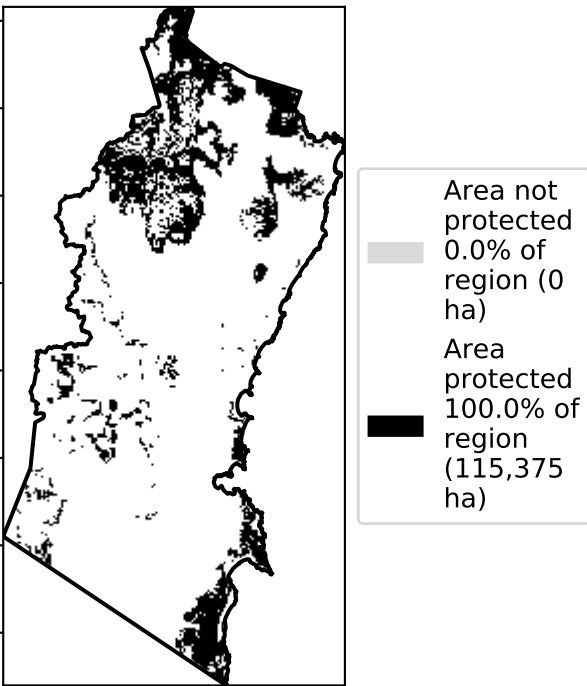 Area not
protected
0.0% of
region (0
ha)
Area
protected
100.0% of
region
(115,375
ha)